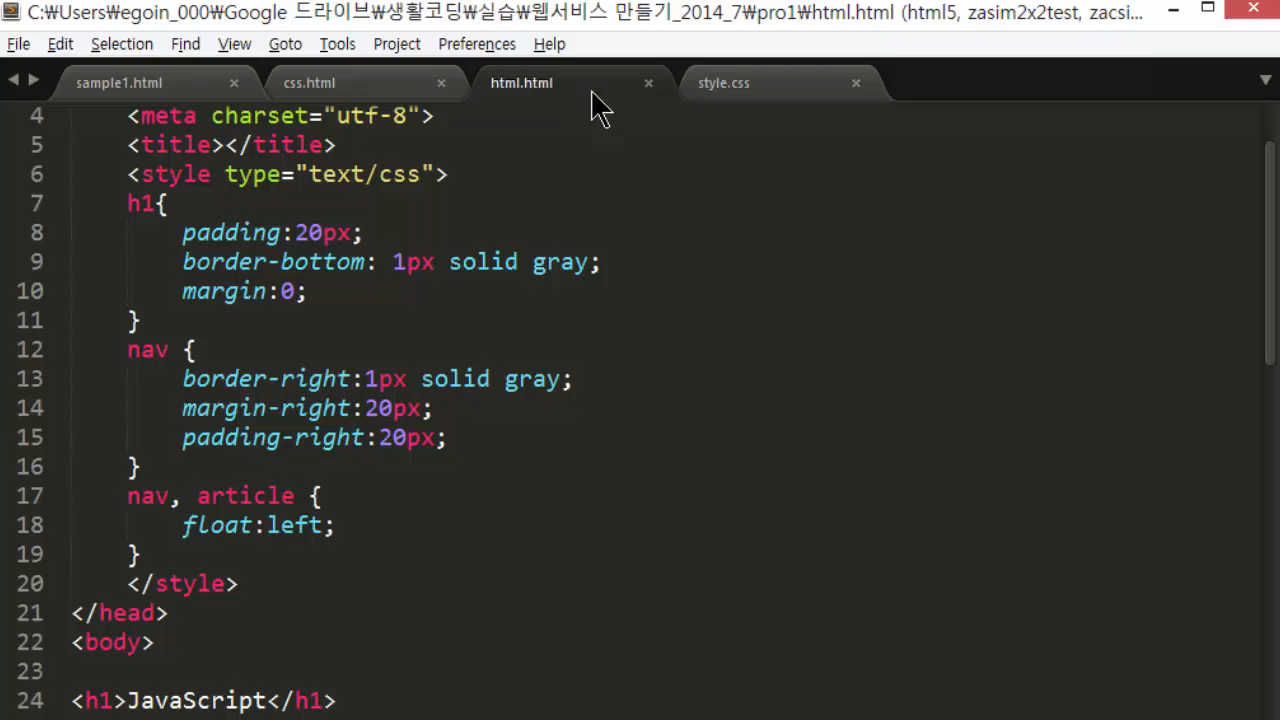 C:₩Users₩egoin_000₩Google 드라이브₩생활코딩₩실습₩웹서비스 만들기_2014_7₩pro1₩html.html (html5, zasim2x2test, zacsi...
File Edit Selection Find View Goto Tools Project Preferences Help
sample1.html × css.html × html.html × style.css ×
4 <meta charset="utf-8">
5 <title></title>
6 <style type="text/css">
7 h1{
8 padding:20px;
9 border-bottom: 1px solid gray;
10 margin:0;
11 }
12 nav {
13 border-right:1px solid gray;
14 margin-right:20px;
15 padding-right:20px;
16 }
17 nav, article {
18 float:left;
19 }
20 </style>
21 </head>
22 <body>
23
24 <h1>JavaScript</h1>